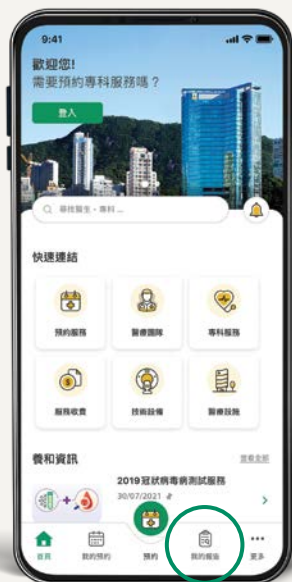 9:41
歡迎您!
需要預約專科服務嗎？
登入
尋找醫生、專科 ...
快速連結
預約服務
醫療團隊
專科服務
服務收費
技術設備
醫療設施
養和資訊
查看全部
2019冠狀病毒病測試服務
30/07/2021
首頁
我的預約
預約
我的報告
更多